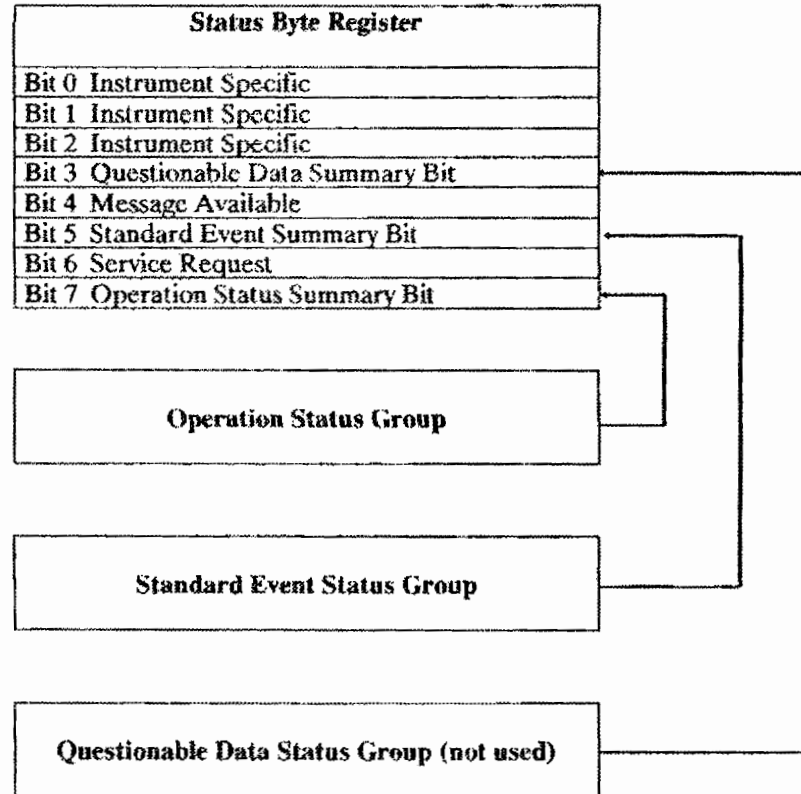 Status Byte Register
Bit 0 Instrument Specific
Bit 1 Instrument Specific
Bit 2 Instrument Specific
Bit 3 Questionable Data Summary Bit
Bit 4 Message Available
Bit 5 Standard Event Summary Bit
Bit 6 Service Request
Bit 7 Operation Status Summary Bit
Operation Status Group
Standard Event Status Group
Questionable Data Status Group (not used)